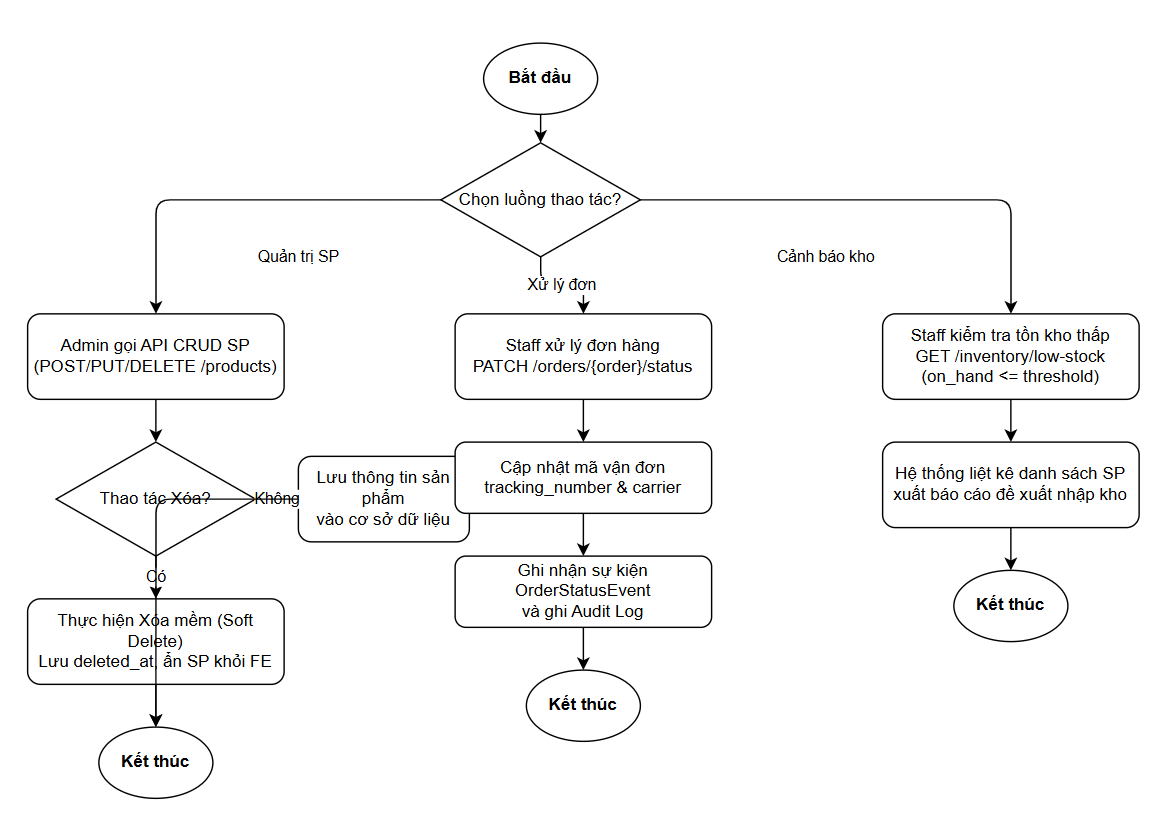 Bắt đầu
Chọn luồng thao tác?
Quản trị SP
Xử lý đơn
Cảnh báo kho
Admin gọi API CRUD SP
(POST/PUT/DELETE /products)
Staff xử lý đơn hàng
PATCH /orders/{order}/status
Staff kiểm tra tồn kho thấp
GET /inventory/low-stock
(on_hand <= threshold)
Thao tác Xóa?
Không
Lưu thông tin sản
phẩm
vào cơ sở dữ liệu
Cập nhật mã vận đơn
tracking_number & carrier
Hệ thống liệt kê danh sách SP
xuất báo cáo đề xuất nhập kho
Có
Thực hiện Xóa mềm (Soft
Delete)
Lưu deleted_at, ẩn SP khỏi FE
Ghi nhận sự kiện
OrderStatusEvent
và ghi Audit Log
Kết thúc
Kết thúc
Kết thúc